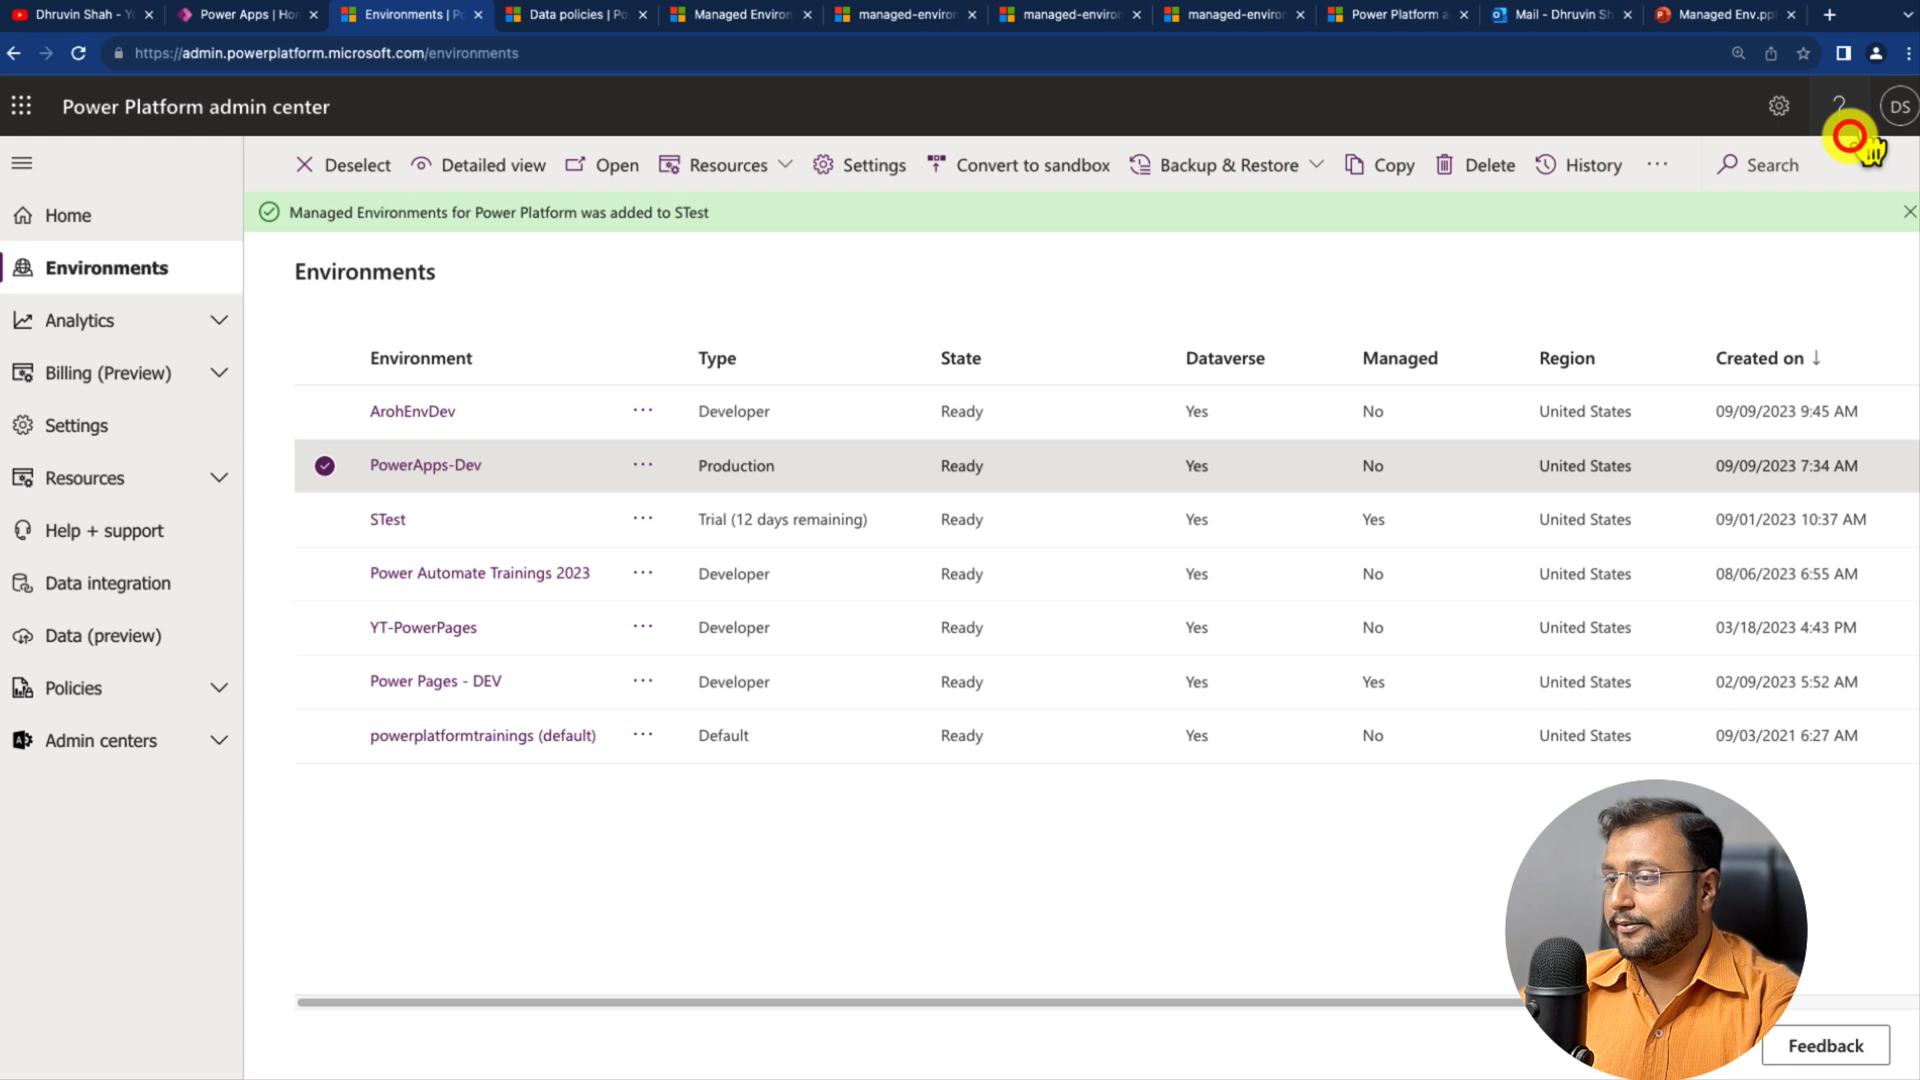 Dhruvin Shah - Yo
Power Apps | Hon
Environments | Po
Data policies | Po
Managed Environ
managed-environ
managed-environ
managed-environ
Power Platform a
Mail - Dhruvin Sh
Managed Env.pp
https://admin.powerplatform.microsoft.com/environments
Power Platform admin center
?
DS
Deselect
Detailed view
Open
Resources
Settings
Convert to sandbox
Backup & Restore
Copy
Delete
History
Search
Managed Environments for Power Platform was added to STest
Home
Environments
Analytics
Billing (Preview)
Settings
Resources
Help + support
Data integration
Data (preview)
Policies
Admin centers
Environments
Environment Type State Dataverse Managed Region Created on ↓
ArohEnvDev ... Developer Ready Yes No United States 09/09/2023 9:45 AM
PowerApps-Dev ... Production Ready Yes No United States 09/09/2023 7:34 AM
STest ... Trial (12 days remaining) Ready Yes Yes United States 09/01/2023 10:37 AM
Power Automate Trainings 2023 ... Developer Ready Yes No United States 08/06/2023 6:55 AM
YT-PowerPages ... Developer Ready Yes No United States 03/18/2023 4:43 PM
Power Pages - DEV ... Developer Ready Yes Yes United States 02/09/2023 5:52 AM
powerplatformtrainings (default) ... Default Ready Yes No United States 09/03/2021 6:27 AM
Feedback